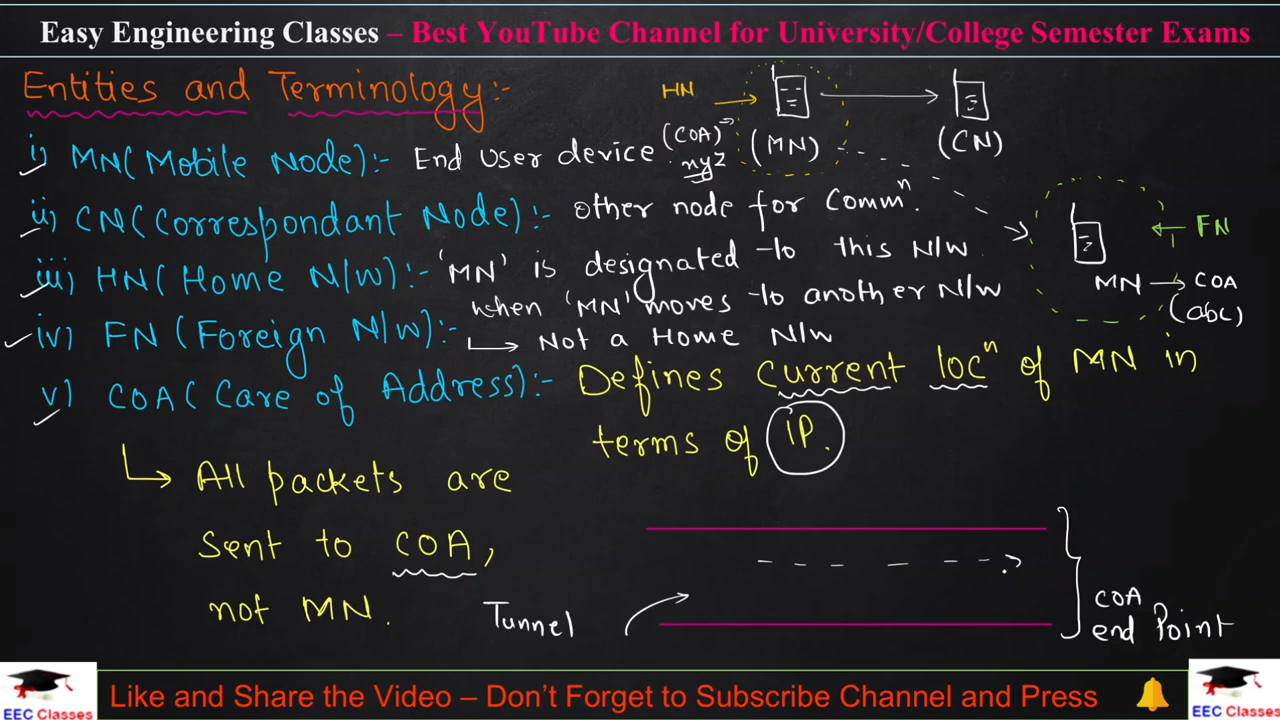 Easy Engineering Classes – Best YouTube Channel for University/College Semester Exams
Entities and Terminology:-
HN
(COA)
xyz
(MN)
(CN)
i) MN(Mobile Node):- End User device.
ii) CN(Correspondant Node):- other node for Commⁿ.
iii) HN(Home N/w):- 'MN' is designated to this N/W
FN
MN → COA
(abc)
iv) FN (Foreign N/w):- when 'MN' moves to another N/W
↳ Not a Home N/W
v) COA(Care of Address):- Defines current locⁿ of MN in
terms of IP.
↳ All packets are
sent to COA,
not MN.
Tunnel
COA
end Point
Like and Share the Video – Don't Forget to Subscribe Channel and Press
EEC Classes
EEC Classes